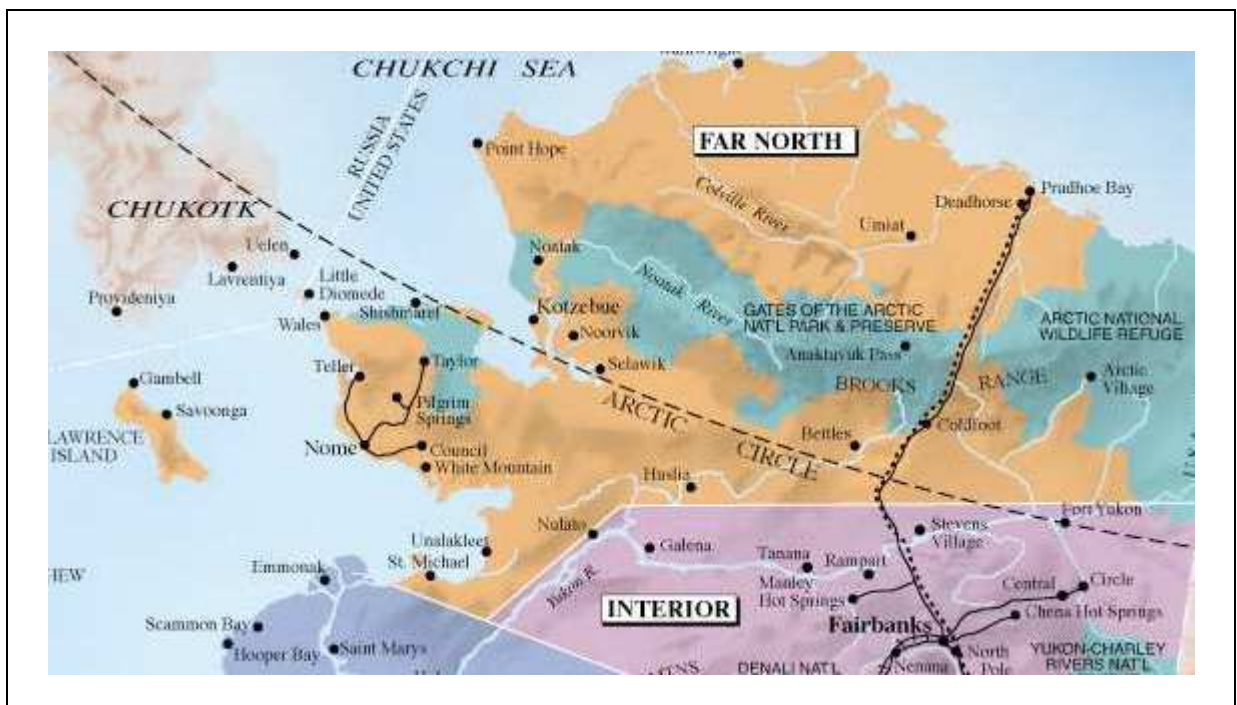 CHUKCHI SEA
RUSSIA
UNITED STATES
Point Hope
FAR NORTH
Colville River
Pradhoe Bay
Deadhorse
Umiat
CHUKOTK
Uelen
Lavrentiya
Provideniya
Little
Diomede
Wales
Shishmaref
Noatak
Noatak River
Kotzebue
Noorvik
Selawik
GATES OF THE ARCTIC
NAT'L PARK & PRESERVE
Anaktuvuk Pass
ARCTIC NATIONAL
WILDLIFE REFUGE
Arctic
Village
BROOKS RANGE
Teller
Taylor
Pilgrim
Springs
Gambell
Savoonga
LAWRENCE
ISLAND
Nome
Council
White Mountain
ARCTIC CIRCLE
Bettles
Coldfoot
Huslia
Unalakleet
St. Michael
Nulato
Galena
Yukon R.
Tanana
Rampart
Stevens
Village
Fort Yukon
Manley
Hot Springs
Central
Circle
Chena Hot Springs
INTERIOR
Fairbanks
Emmonak
Scammon Bay
Hooper Bay
Saint Marys
DENALI NAT'L
Nenana
North
Pole
YUKON-CHARLEY
RIVERS NAT'L